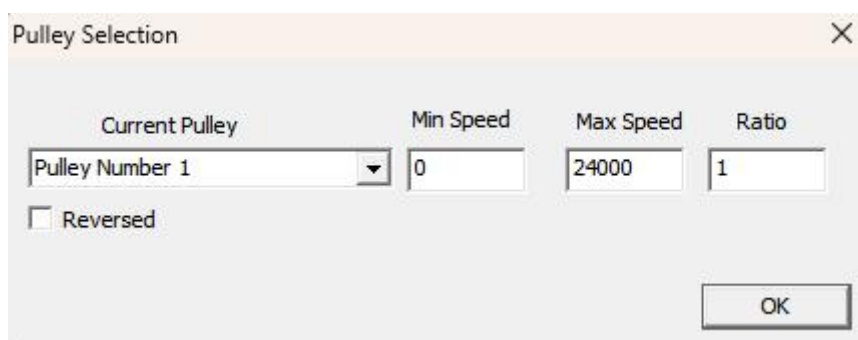 Pulley Selection
Current Pulley Min Speed Max Speed Ratio
Pulley Number 1 0 24000 1
Reversed
OK